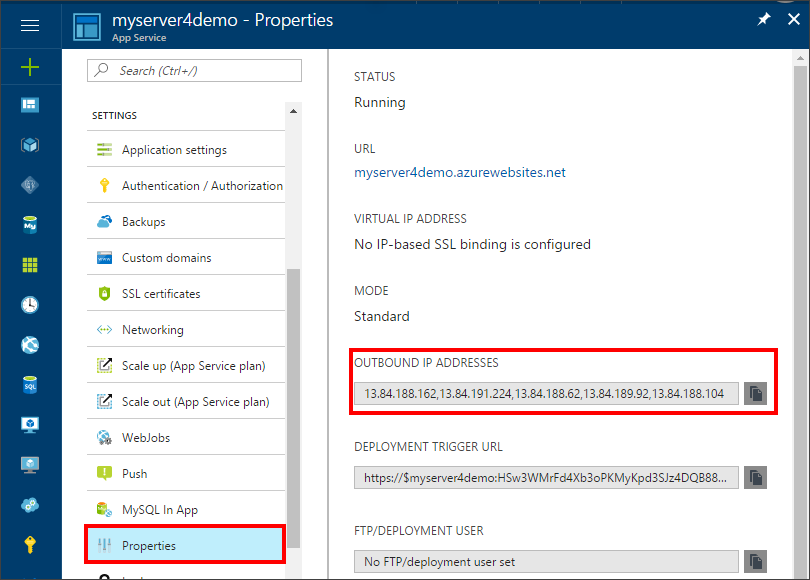 myserver4demo - Properties
App Service
Search (Ctrl+/)
SETTINGS
Application settings
Authentication / Authorization
Backups
Custom domains
SSL certificates
Networking
Scale up (App Service plan)
Scale out (App Service plan)
WebJobs
Push
MySQL In App
Properties
STATUS
Running
URL
myserver4demo.azurewebsites.net
VIRTUAL IP ADDRESS
No IP-based SSL binding is configured
MODE
Standard
OUTBOUND IP ADDRESSES
13.84.188.162,13.84.191.224,13.84.188.62,13.84.189.92,13.84.188.104
DEPLOYMENT TRIGGER URL
https://$myserver4demo:HSw3WMrFd4Xb3oPKMyKpd3SJz4DQB88...
FTP/DEPLOYMENT USER
No FTP/deployment user set